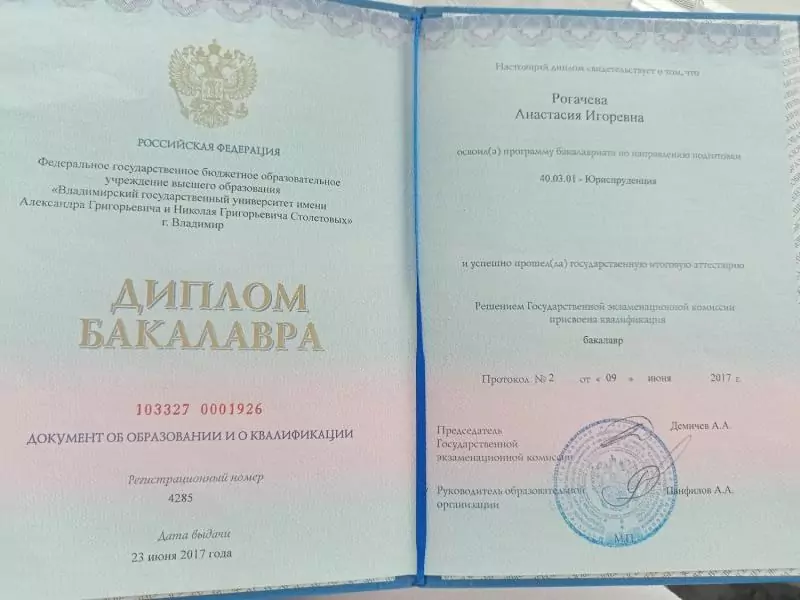 РОССИЙСКАЯ ФЕДЕРАЦИЯ
Федеральное государственное бюджетное образовательное
учреждение высшего образования
«Владимирский государственный университет имени
Александра Григорьевича и Николая Григорьевича Столетовых»
г. Владимир
ДИПЛОМ
БАКАЛАВРА
103327 0001926
ДОКУМЕНТ ОБ ОБРАЗОВАНИИ И О КВАЛИФИКАЦИИ
Регистрационный номер
4285
Дата выдачи
23 июня 2017 года
Настоящий диплом свидетельствует о том, что
Рогачева
Анастасия Игоревна
освоил(а) программу бакалавриата по направлению подготовки
40.03.01 - Юриспруденция
и успешно прошел(ла) государственную итоговую аттестацию
Решением Государственной экзаменационной комиссии
присвоена квалификация
бакалавр
Протокол № 2 от « 09 » июня 2017 г.
Председатель
Государственной
экзаменационной комиссии
Демичев А.А.
Руководитель образовательной
организации
Панфилов А.А.
М.П.